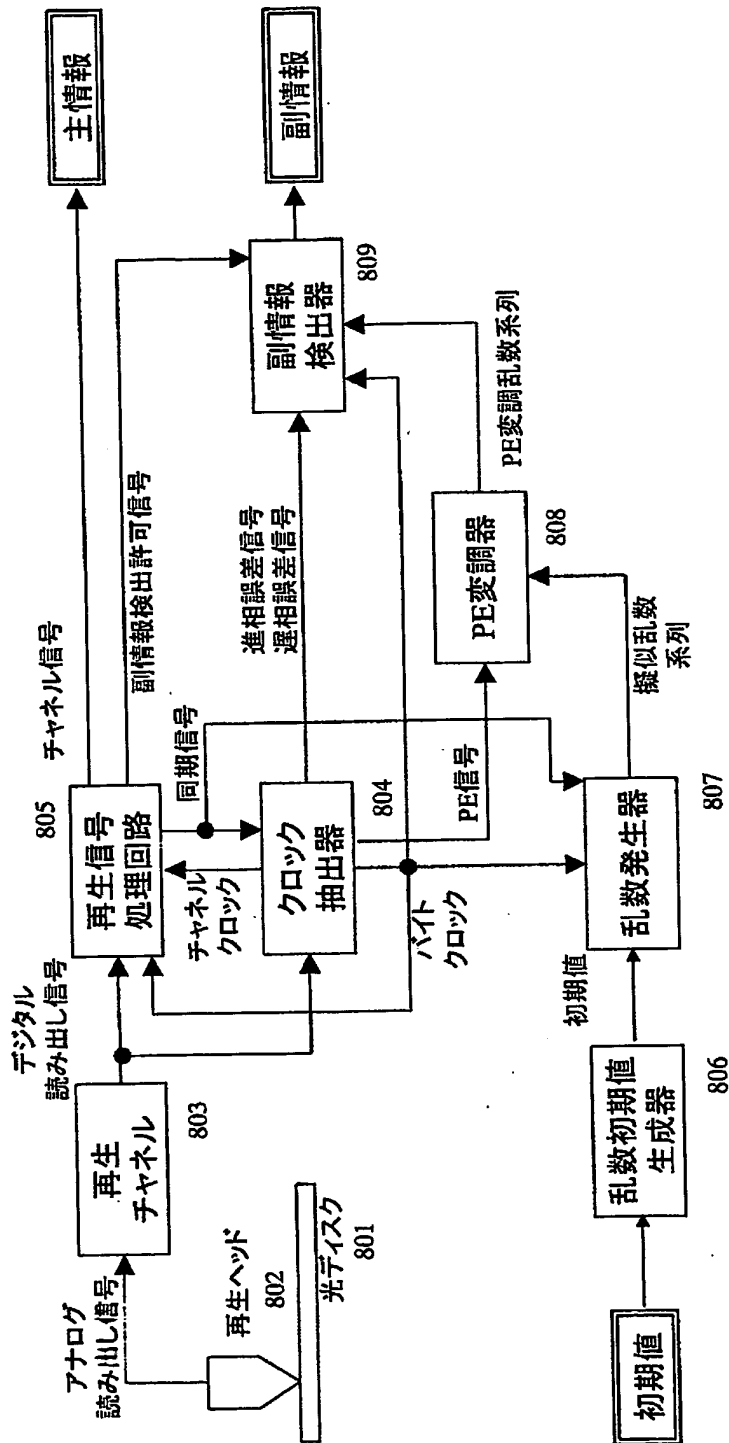 アナログ
読み出し信号
再生ヘッド
802
光ディスク
801
再生
チャネル
803
デジタル
読み出し信号
再生信号
処理回路
805
チャネル信号
主情報
副情報検出許可信号
同期信号
チャネル
クロック
クロック
抽出器
804
進相誤差信号
遅相誤差信号
副情報
検出器
809
副情報
PE信号
バイト
クロック
PE変調器
808
PE変調乱数系列
初期値
乱数初期値
生成器
806
初期値
乱数発生器
807
擬似乱数
系列